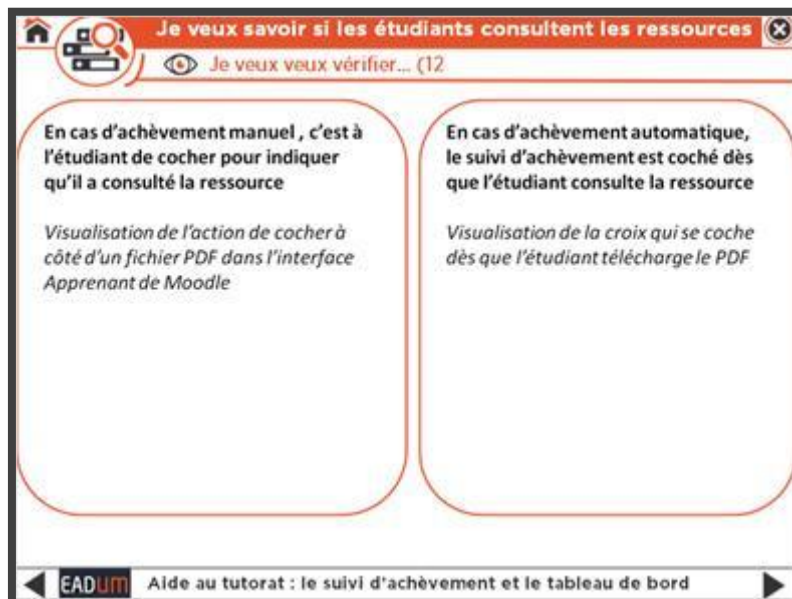 Je veux savoir si les étudiants consultent les ressources
Je veux veux vérifier... (12
En cas d'achèvement manuel , c'est à
l'étudiant de cocher pour indiquer
qu'il a consulté la ressource
Visualisation de l'action de cocher à
côté d'un fichier PDF dans l'interface
Apprenant de Moodle
En cas d'achèvement automatique,
le suivi d'achèvement est coché dès
que l'étudiant consulte la ressource
Visualisation de la croix qui se coche
dès que l'étudiant télécharge le PDF
EADUM
Aide au tutorat : le suivi d'achèvement et le tableau de bord